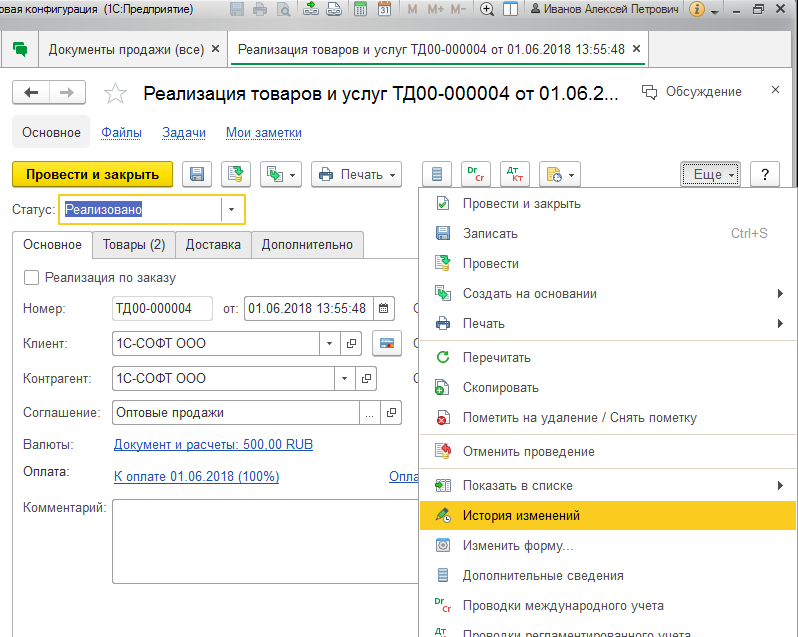 овая конфигурация (1С:Предприятие) M M+ M- Иванов Алексей Петрович
Документы продажи (все) × Реализация товаров и услуг ТД00-000004 от 01.06.2018 13:55:48 ×
Реализация товаров и услуг ТД00-000004 от 01.06.2... Обсуждение ×
Основное Файлы Задачи Мои заметки
Провести и закрыть Печать Dr Cr Дт Кт Еще ?
Статус: Реализовано
Основное Товары (2) Доставка Дополнительно
Реализация по заказу
Номер: ТД00-000004 от: 01.06.2018 13:55:48
Клиент: 1С-СОФТ ООО
Контрагент: 1С-СОФТ ООО
Соглашение: Оптовые продажи ...
Валюты: Документ и расчеты: 500,00 RUB
Оплата: К оплате 01.06.2018 (100%) Опла
Комментарий:
Провести и закрыть
Записать Ctrl+S
Провести
Создать на основании
Печать
Перечитать
Скопировать
Пометить на удаление / Снять пометку
Отменить проведение
Показать в списке
История изменений
Изменить форму...
Дополнительные сведения
Dr Cr Проводки международного учета
Дт Проводки регламентированного учета